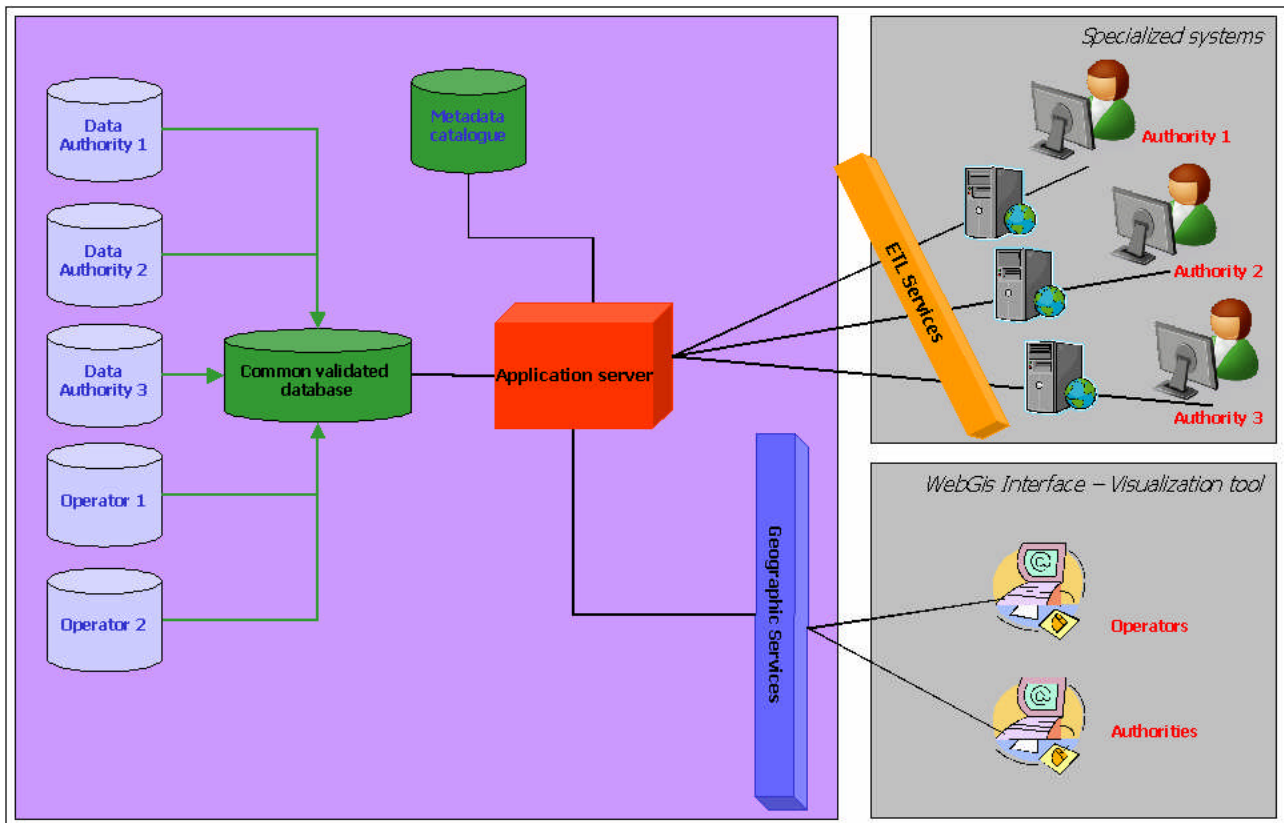 Specialized systems
Data
Authority 1
Metadata
catalogue
Authority 1
Data
Authority 2
ETL Services
Authority 2
Data
Authority 3
Common validated
database
Application server
Authority 3
Operator 1
WebGis Interface – Visualization tool
Geographic Services
@
Operator 2
Operators
@
Authorities